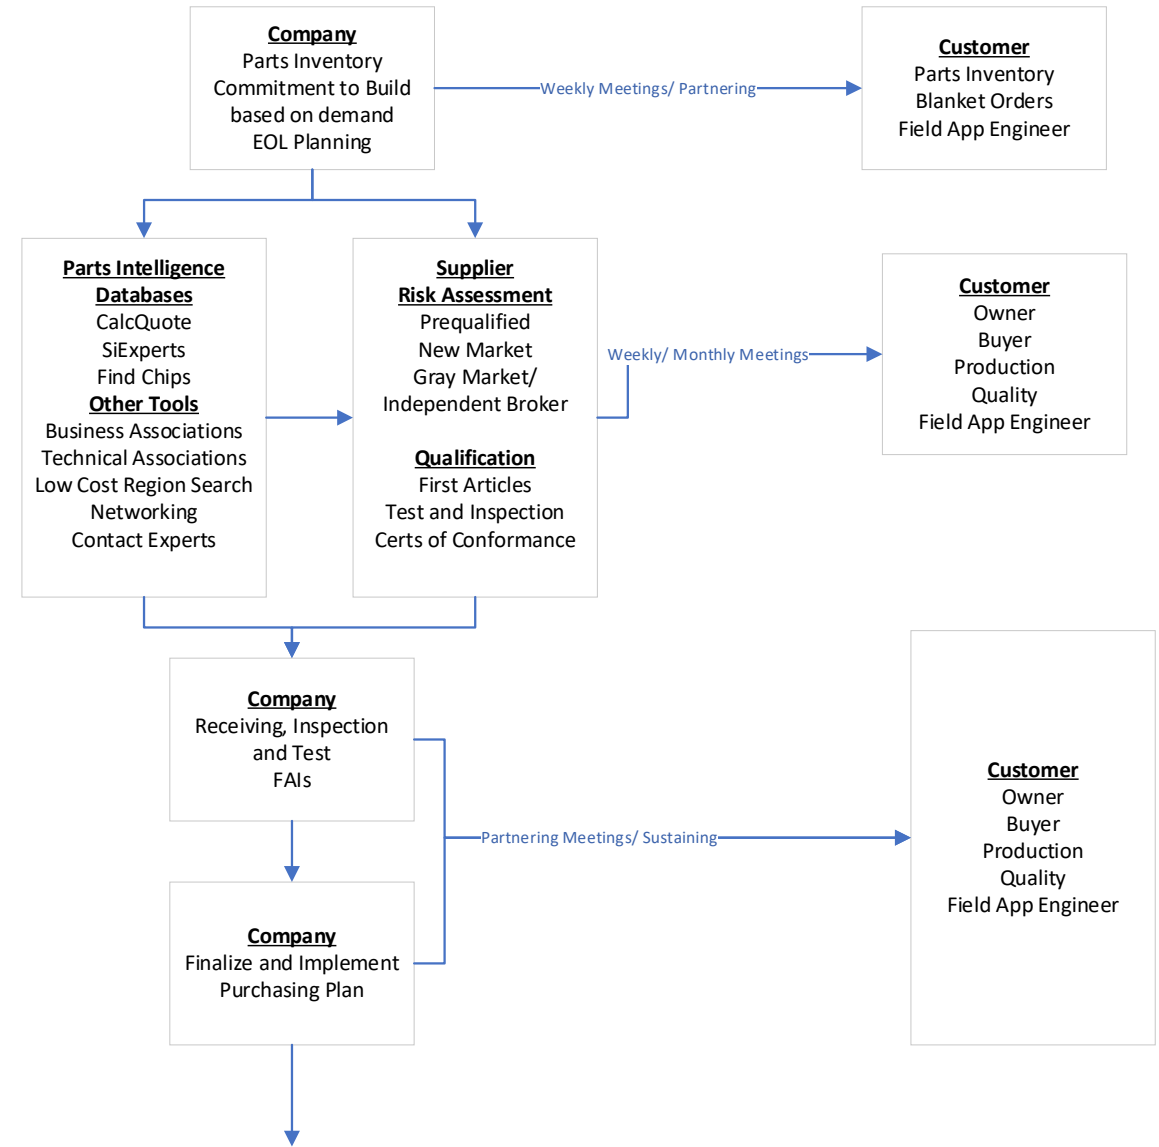 Company
Parts Inventory
Commitment to Build
based on demand
EOL Planning
Weekly Meetings/ Partnering
Customer
Parts Inventory
Blanket Orders
Field App Engineer
Parts Intelligence
Databases
CalcQuote
SiExperts
Find Chips
Other Tools
Business Associations
Technical Associations
Low Cost Region Search
Networking
Contact Experts
Supplier
Risk Assessment
Prequalified
New Market
Gray Market/
Independent Broker
Qualification
First Articles
Test and Inspection
Certs of Conformance
Weekly/ Monthly Meetings
Customer
Owner
Buyer
Production
Quality
Field App Engineer
Company
Receiving, Inspection
and Test
FAIs
Partnering Meetings/ Sustaining
Customer
Owner
Buyer
Production
Quality
Field App Engineer
Company
Finalize and Implement
Purchasing Plan